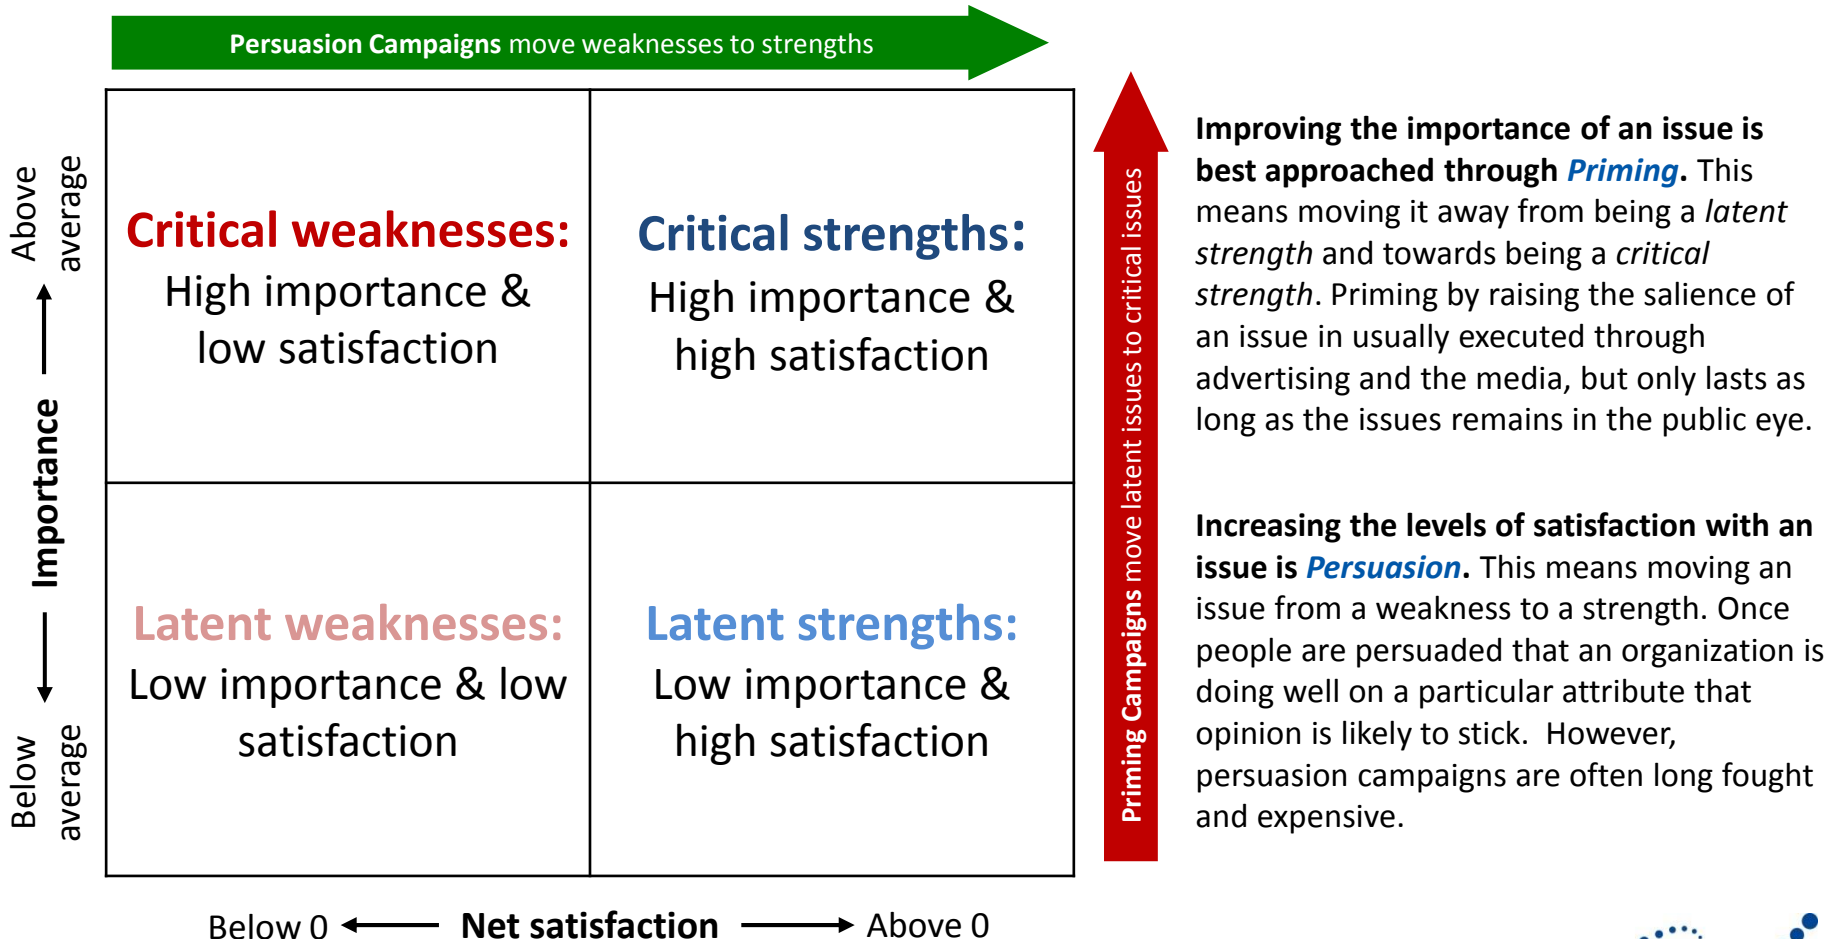 Persuasion Campaigns move weaknesses to strengths
Above
average
Importance
Below
average
Critical weaknesses:
High importance &
low satisfaction
Critical strengths:
High importance &
high satisfaction
Latent weaknesses:
Low importance & low
satisfaction
Latent strengths:
Low importance &
high satisfaction
Below 0
Net satisfaction
Above 0
Priming Campaigns move latent issues to critical issues
Improving the importance of an issue is
best approached through Priming. This
means moving it away from being a latent
strength and towards being a critical
strength. Priming by raising the salience of
an issue in usually executed through
advertising and the media, but only lasts as
long as the issues remains in the public eye.
Increasing the levels of satisfaction with an
issue is Persuasion. This means moving an
issue from a weakness to a strength. Once
people are persuaded that an organization is
doing well on a particular attribute that
opinion is likely to stick.  However,
persuasion campaigns are often long fought
and expensive.